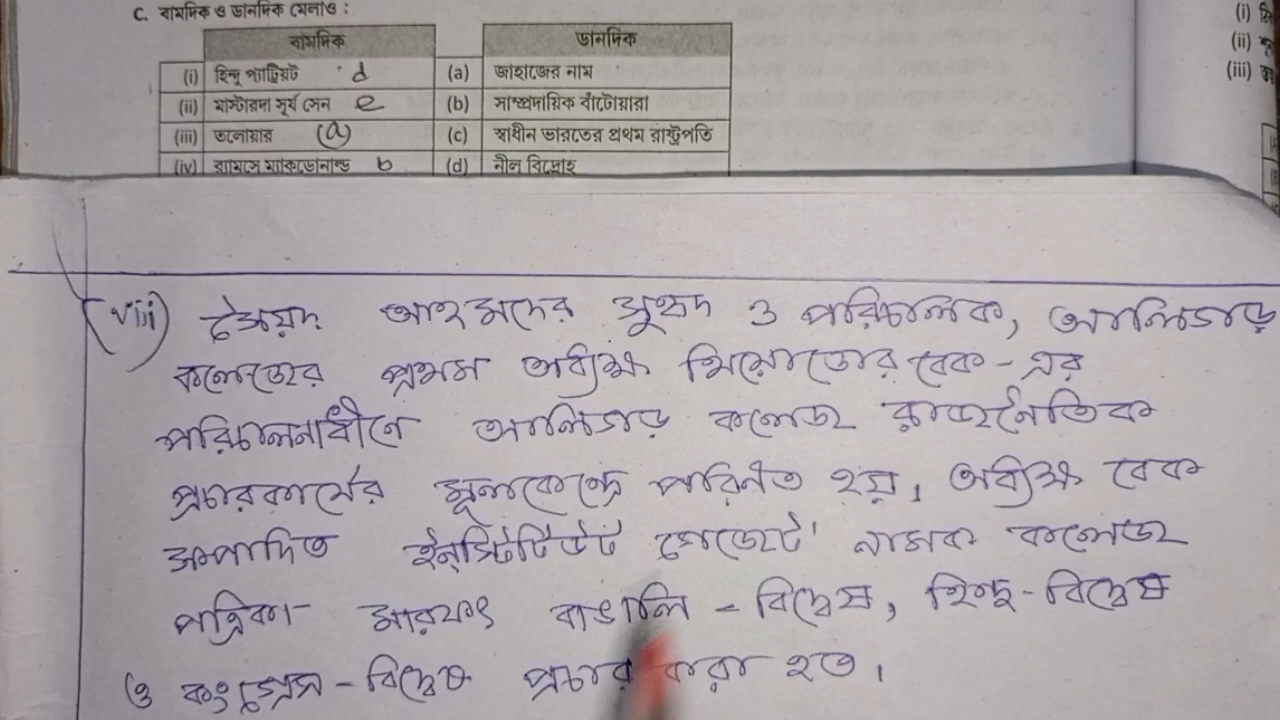 C. বামদিক ও ডানদিক মেলাও :
বামদিক ডানদিক
(i) হিন্দু প্যাট্রিয়ট d (a) জাহাজের নাম
(ii) মাস্টারদা সূর্য সেন e (b) সাম্প্রদায়িক বাঁটোয়ারা
(iii) তলোয়ার (a) (c) স্বাধীন ভারতের প্রথম রাষ্ট্রপতি
(iv) র‍্যামসে ম্যাকডোনাল্ড b (d) নীল বিদ্রোহ
(i)
(ii)
(iii)
(viii) সৈয়দ আহমদের সুহৃদ ও পরিচালক, আলিগড়
কলেজের প্রথম অধ্যক্ষ থিয়োডোর বেক-এর
পরিচালনাধীনে আলিগড় কলেজ রাজনৈতিক
প্রচারকার্যের মূলকেন্দ্রে পরিণত হয়। অধ্যক্ষ বেক
সম্পাদিত ইনস্টিটিউট গেজেট' নামক কলেজ
পত্রিকা মারফৎ বাঙালি - বিদ্বেষ, হিন্দু-বিদ্বেষ
ও কংগ্রেস-বিদ্বেষ প্রচার করা হত।